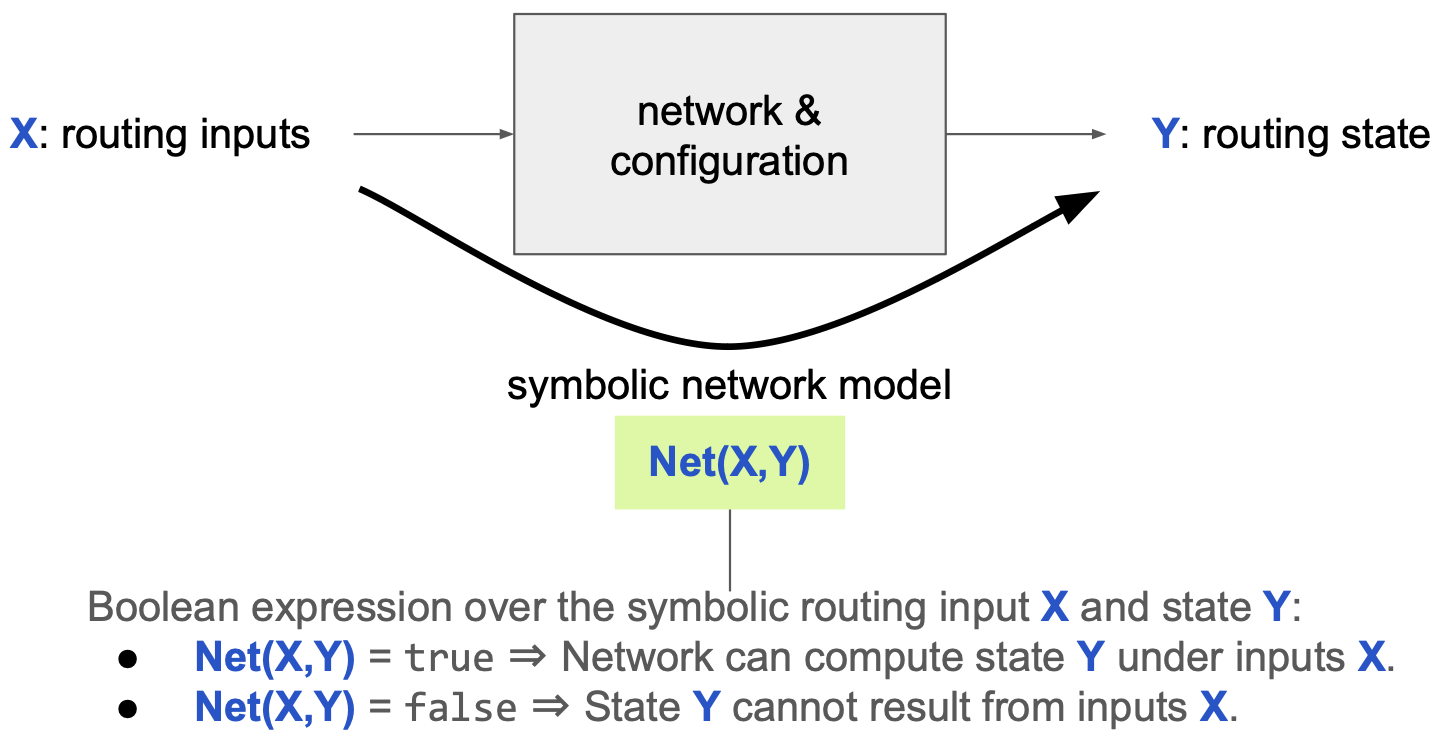 network &
configuration
X: routing inputs
Y: routing state
symbolic network model
Net(X,Y)
Boolean expression over the symbolic routing input X and state Y:
● Net(X,Y) = true ⇒ Network can compute state Y under inputs X.
● Net(X,Y) = false ⇒ State Y cannot result from inputs X.